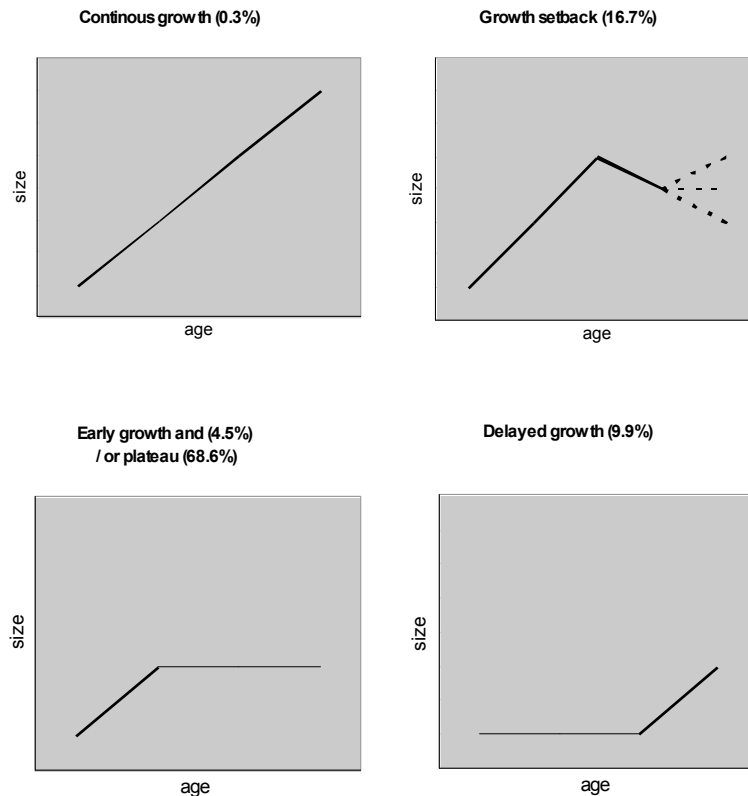 Continous growth (0.3%)
size
age
Growth setback (16.7%)
size
age
Early growth and (4.5%)
/ or plateau (68.6%)
size
age
Delayed growth (9.9%)
size
age